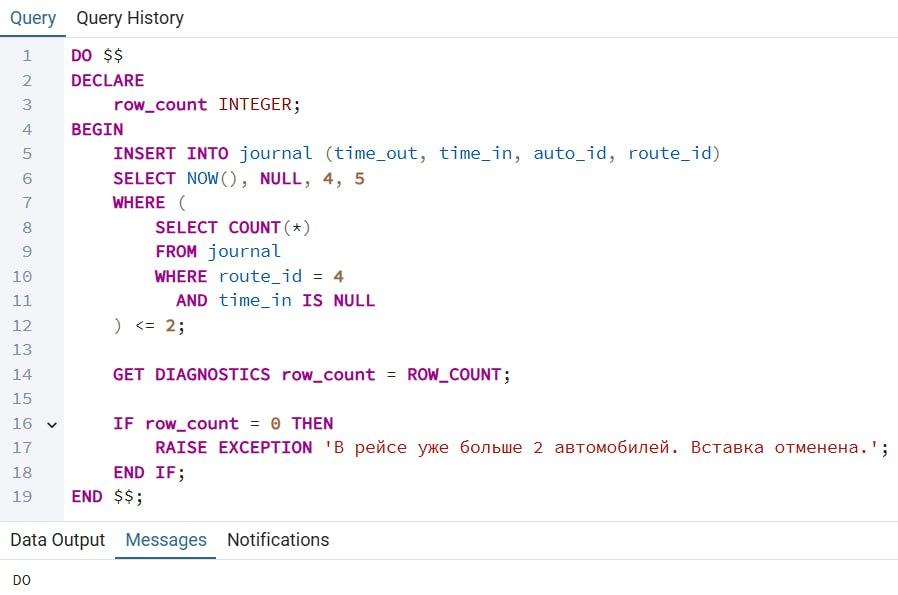 Query Query History
1 DO $$
2 DECLARE
3     row_count INTEGER;
4 BEGIN
5     INSERT INTO journal (time_out, time_in, auto_id, route_id)
6     SELECT NOW(), NULL, 4, 5
7     WHERE (
8         SELECT COUNT(*)
9         FROM journal
10         WHERE route_id = 4
11           AND time_in IS NULL
12     ) <= 2;
13
14     GET DIAGNOSTICS row_count = ROW_COUNT;
15
16     IF row_count = 0 THEN
17         RAISE EXCEPTION 'В рейсе уже больше 2 автомобилей. Вставка отменена.';
18     END IF;
19 END $$;
Data Output Messages Notifications
DO